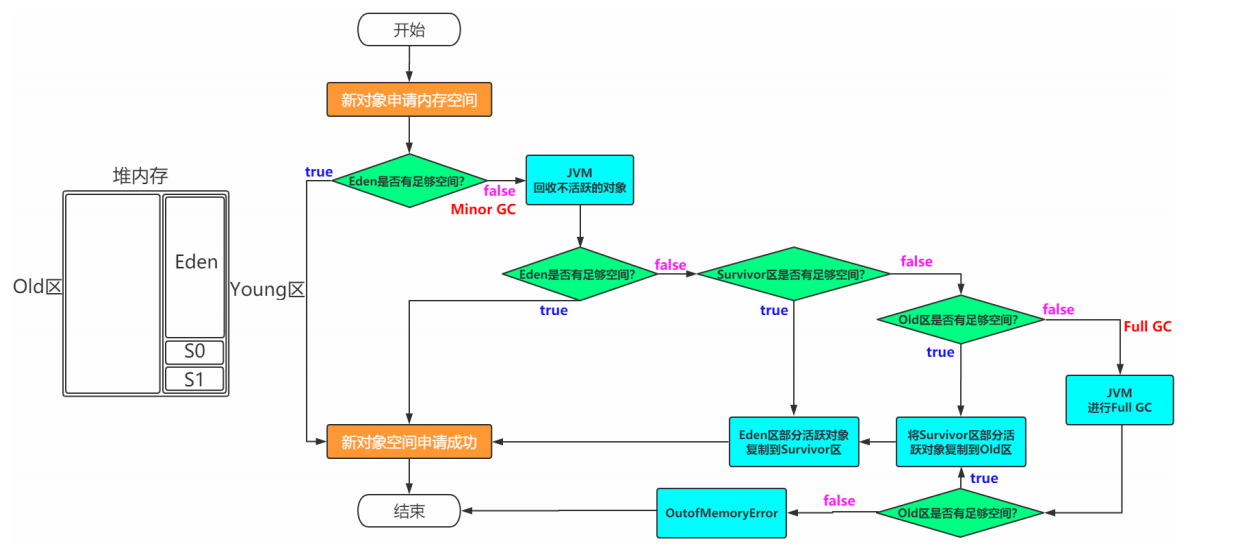 开始
新对象申请内存空间
true
Eden是否有足够空间?
false
Minor GC
JVM
回收不活跃的对象
堆内存
Old区
Eden
S0
S1
Young区
Eden是否有足够空间?
false
true
Survivor区是否有足够空间?
false
true
Old区是否有足够空间?
false
true
Full GC
JVM
进行Full GC
新对象空间申请成功
Eden区部分活跃对象
复制到Survivor区
将Survivor区部分活
跃对象复制到Old区
true
结束
OutofMemoryError
false
Old区是否有足够空间?